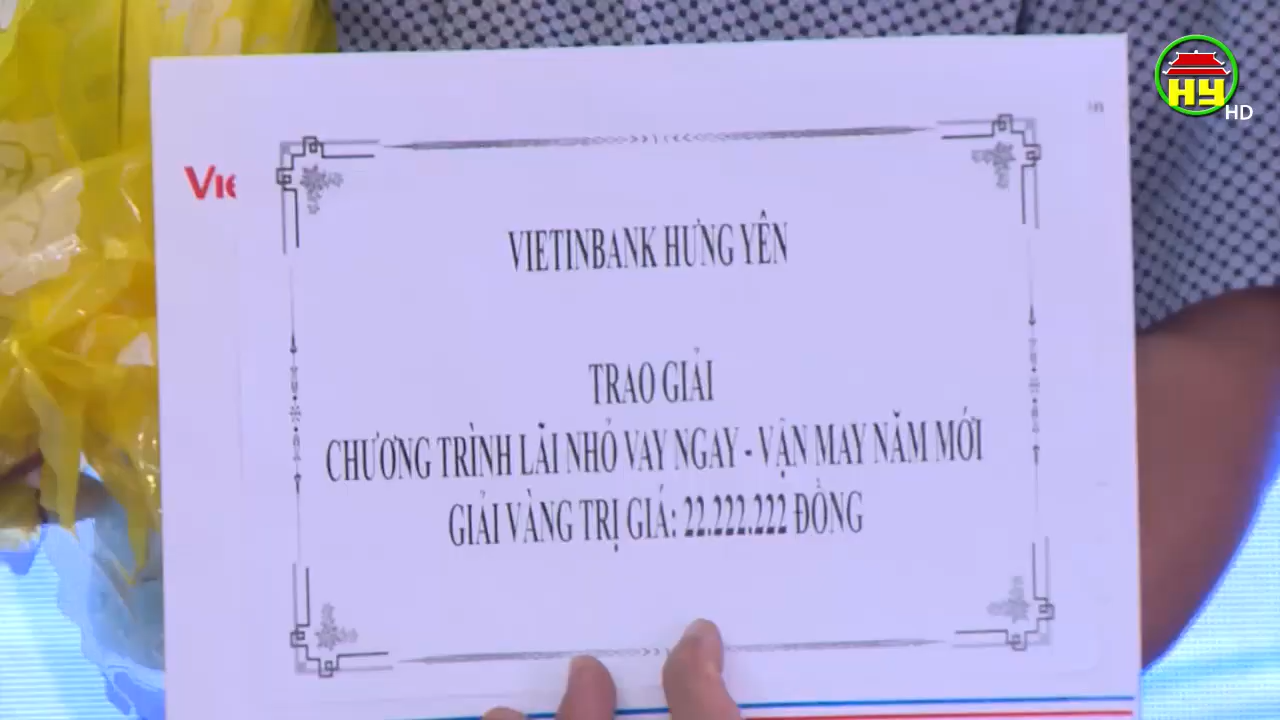 HY
HD
VIETINBANK HƯNG YÊN
TRAO GIẢI
CHƯƠNG TRÌNH LÃI NHỎ VAY NGAY - VẬN MAY NĂM MỚI
GIẢI VÀNG TRỊ GIÁ: 22.222.222 ĐỒNG